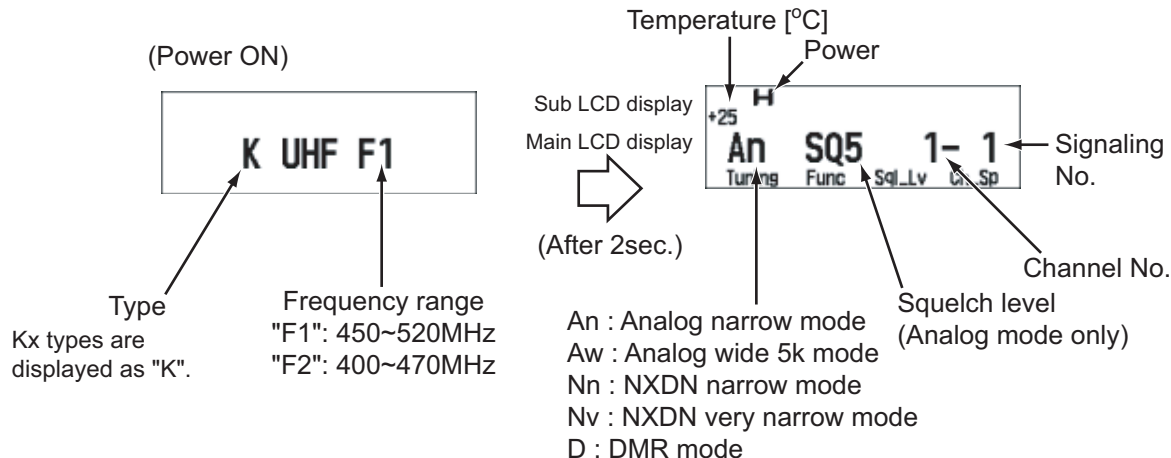 (Power ON)
K UHF F1
Type
Kx types are
displayed as "K".
Frequency range
"F1": 450~520MHz
"F2": 400~470MHz
(After 2sec.)
Temperature [°C]
Power
Sub LCD display
Main LCD display
H
+25
An SQ5 1- 1
Tuning Func Sql_Lv Ch_Sp
Signaling
No.
Channel No.
Squelch level
(Analog mode only)
An : Analog narrow mode
Aw : Analog wide 5k mode
Nn : NXDN narrow mode
Nv : NXDN very narrow mode
D : DMR mode